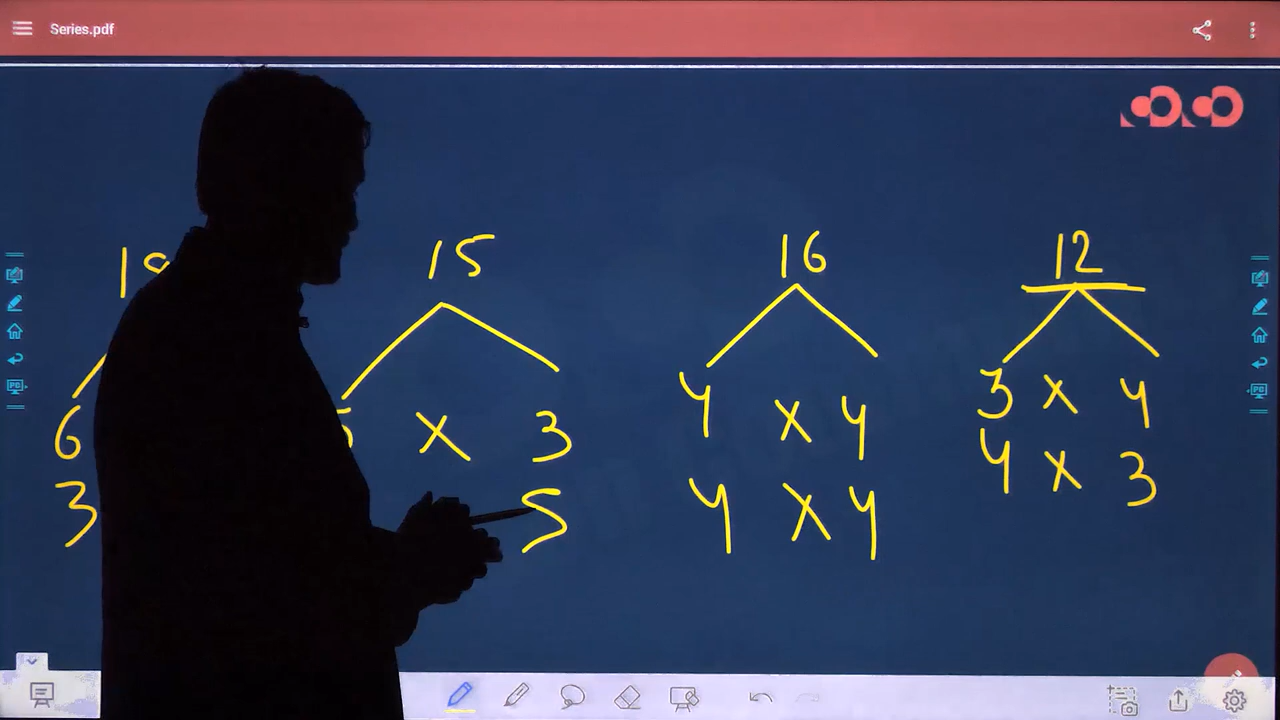 Series.pdf
15 16 12
6 X 3 4 X 4 3 X 4
3 5 4 X 4 4 X 3